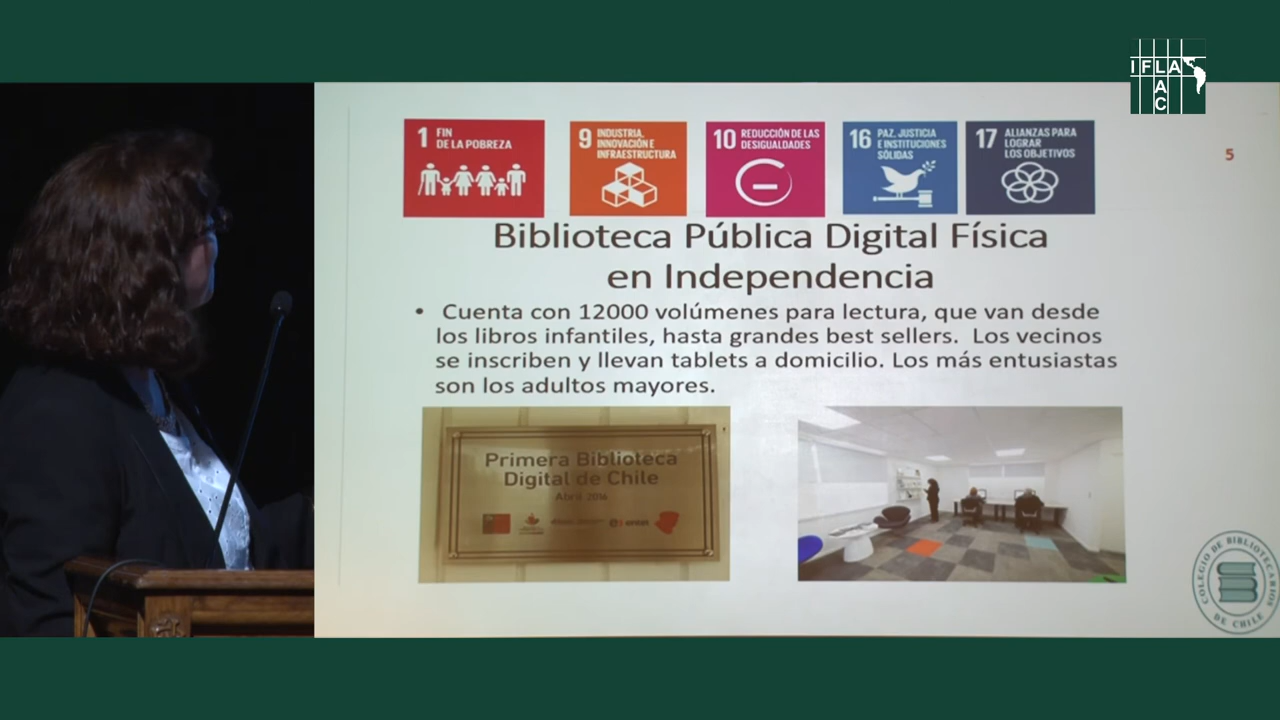 IFLA
LAC
1 FIN
DE LA POBREZA
9 INDUSTRIA,
INNOVACIÓN E
INFRAESTRUCTURA
10 REDUCCIÓN DE LAS
DESIGUALDADES
16 PAZ, JUSTICIA
E INSTITUCIONES
SÓLIDAS
17 ALIANZAS PARA
LOGRAR
LOS OBJETIVOS
5
Biblioteca Pública Digital Física
en Independencia
• Cuenta con 12000 volúmenes para lectura, que van desde
los libros infantiles, hasta grandes best sellers. Los vecinos
se inscriben y llevan tablets a domicilio. Los más entusiastas
son los adultos mayores.
Primera Biblioteca
Digital de Chile
Abril 2016
COLEGIO DE BIBLIOTECARIOS
DE CHILE